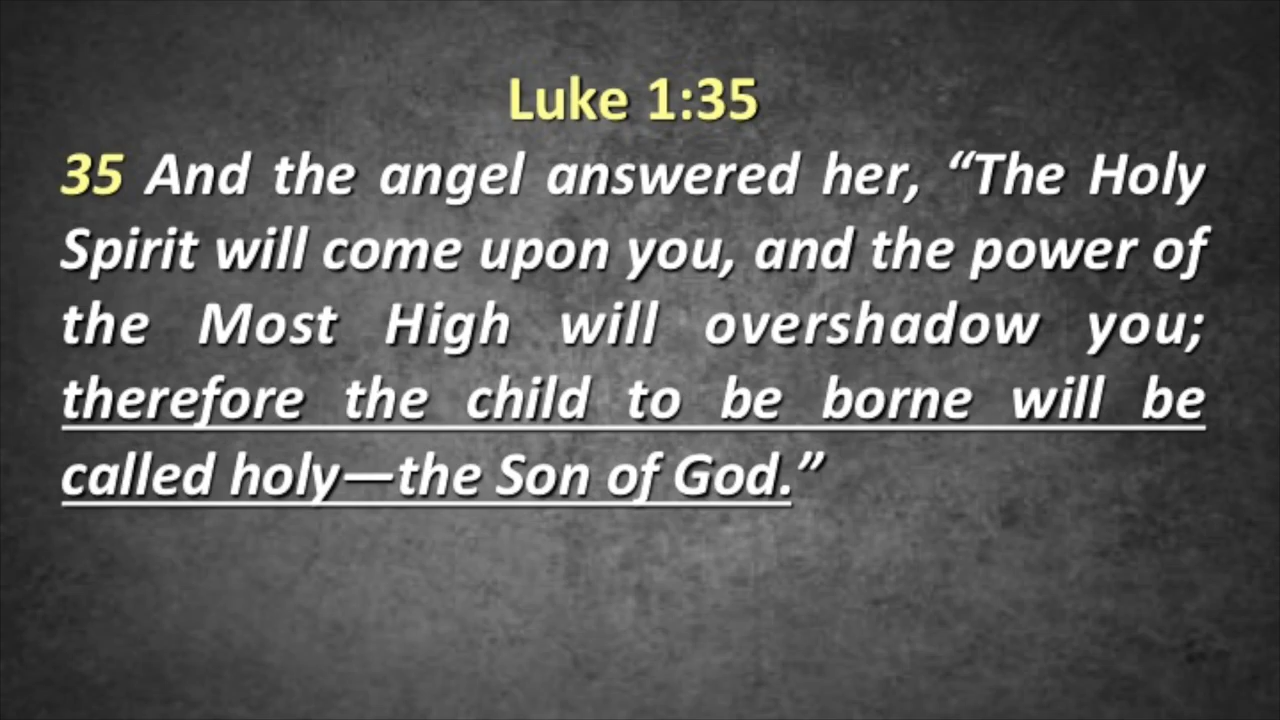 Luke 1:35
35 And the angel answered her, “The Holy
Spirit will come upon you, and the power of
the Most High will overshadow you;
therefore the child to be borne will be
called holy—the Son of God.”